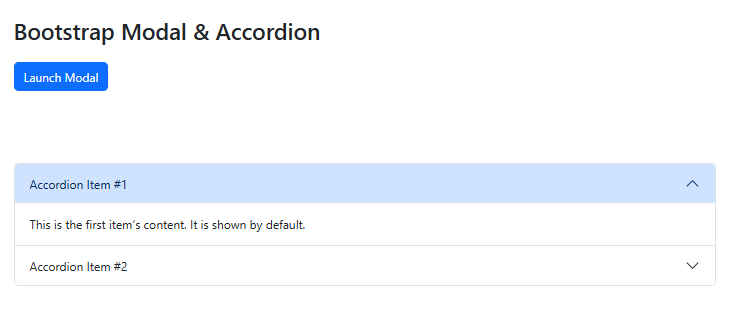 Bootstrap Modal & Accordion
Launch Modal
Accordion Item #1
This is the first item's content. It is shown by default.
Accordion Item #2